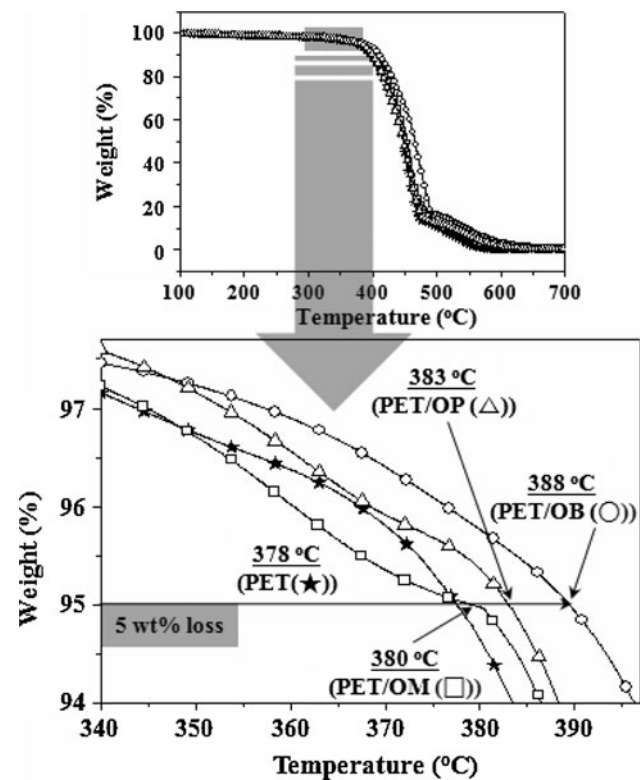 100
80
60
40
20
0
Weight (%)
100 200 300 400 500 600 700
Temperature (°C)
97
96
95
94
Weight (%)
383 °C
(PET/OP (△))
388 °C
(PET/OB (○))
378 °C
(PET(★))
5 wt% loss
380 °C
(PET/OM (□))
340 350 360 370 380 390
Temperature (°C)